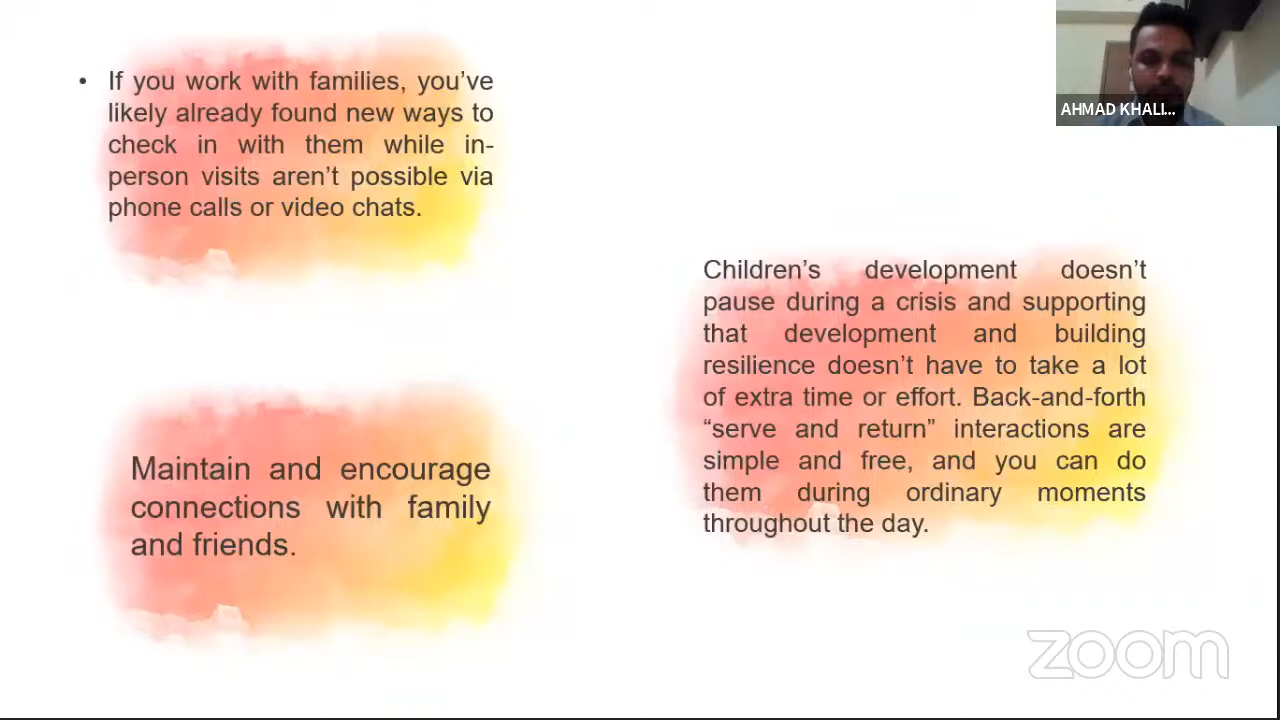 • If you work with families, you’ve
likely already found new ways to
check in with them while in-
person visits aren’t possible via
phone calls or video chats.
Maintain and encourage
connections with family
and friends.
Children’s development doesn’t
pause during a crisis and supporting
that development and building
resilience doesn’t have to take a lot
of extra time or effort. Back-and-forth
“serve and return” interactions are
simple and free, and you can do
them during ordinary moments
throughout the day.
AHMAD KHALI...
zoom